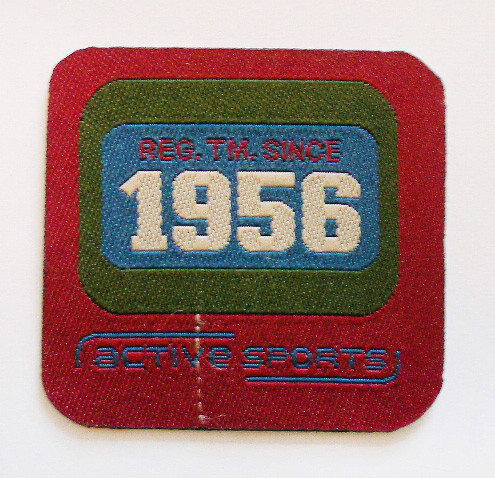 REG. TM. SINCE
1956
aCTIVe SPORTS